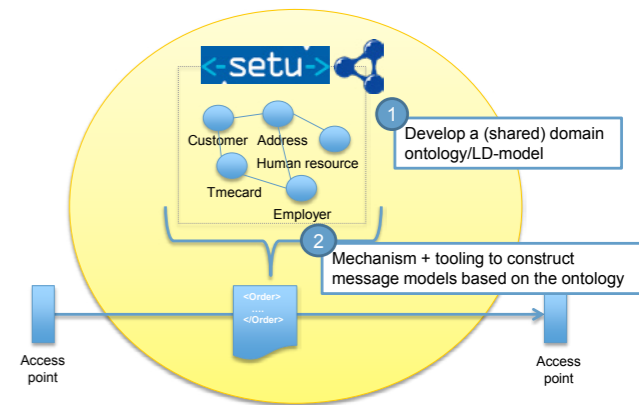 <-setu->
1
Develop a (shared) domain
ontology/LD-model
Customer
Address
Human resource
Tmecard
Employer
2
Mechanism + tooling to construct
message models based on the ontology
<Order>
.....
</Order>
Access
point
Access
point